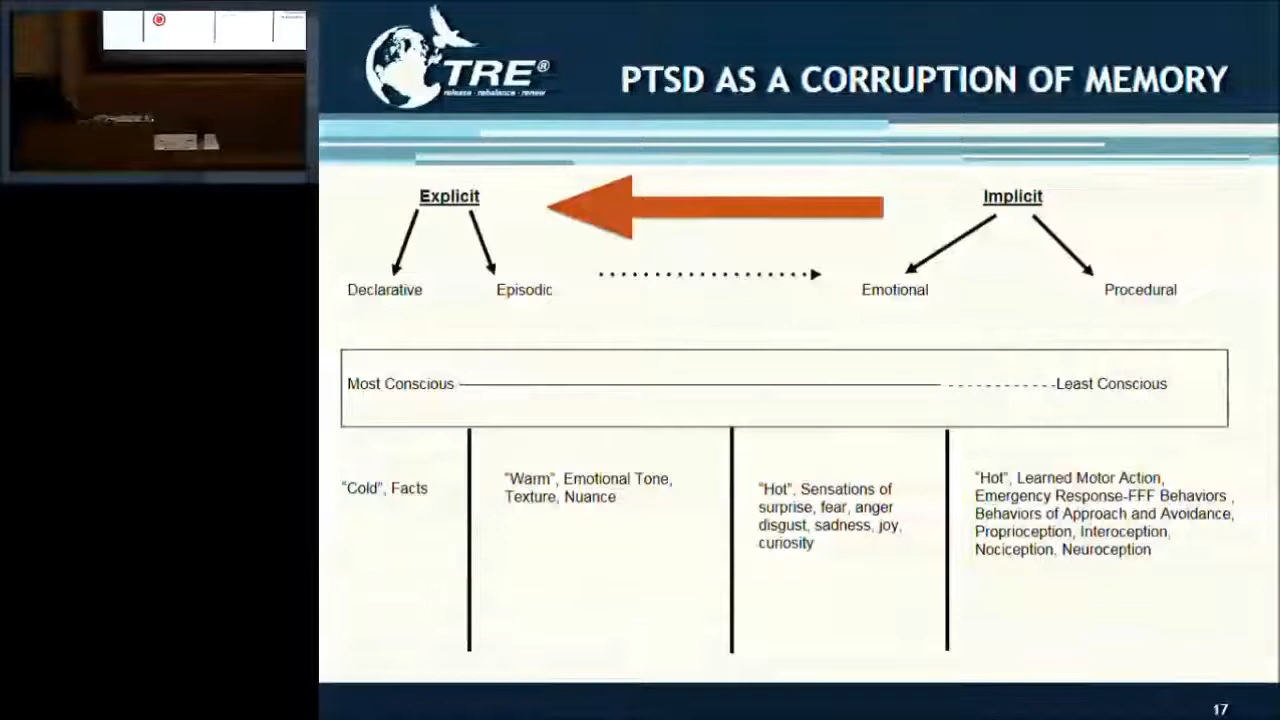 TRE®
release · rebalance · renew
PTSD AS A CORRUPTION OF MEMORY
Explicit
Implicit
Declarative
Episodic
Emotional
Procedural
Most Conscious
Least Conscious
"Cold", Facts
"Warm", Emotional Tone,
Texture, Nuance
"Hot", Sensations of
surprise, fear, anger
disgust, sadness, joy,
curiosity
"Hot", Learned Motor Action,
Emergency Response-FFF Behaviors ,
Behaviors of Approach and Avoidance,
Proprioception, Interoception,
Nociception, Neuroception
17